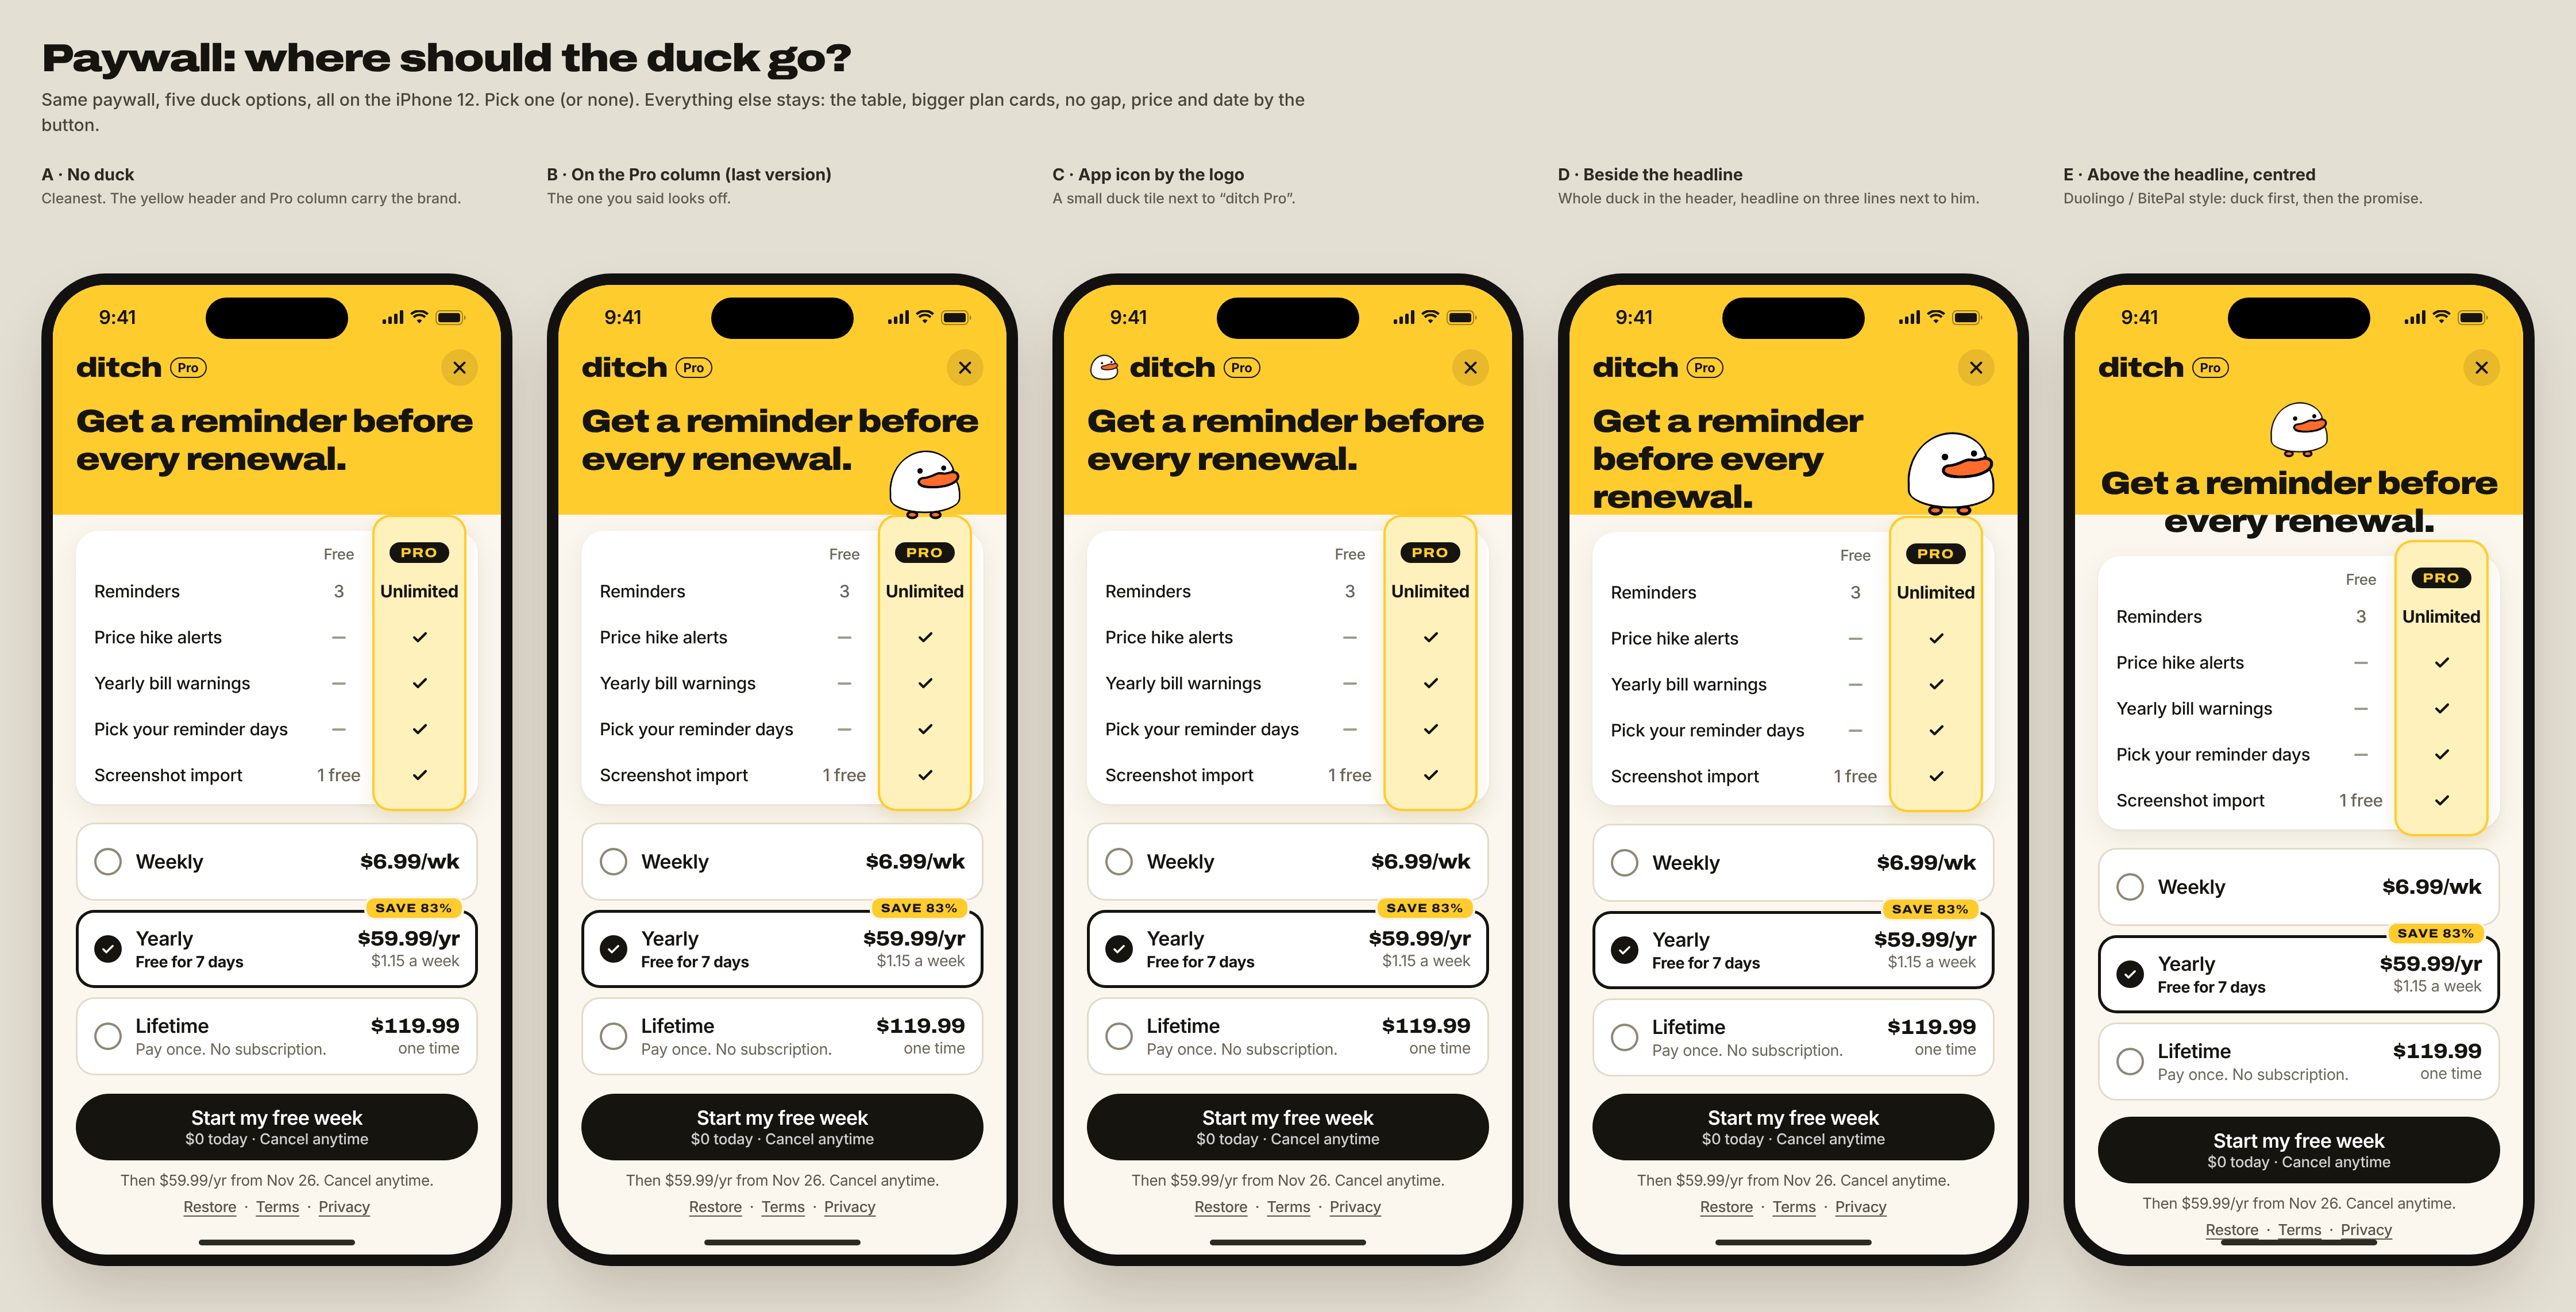 Paywall: where should the duck go?
Same paywall, five duck options, all on the iPhone 12. Pick one (or none). Everything else stays: the table, bigger plan cards, no gap, price and date by the
button.
A · No duck
Cleanest. The yellow header and Pro column carry the brand.
9:41
ditch Pro
Get a reminder before
every renewal.
Free PRO
Reminders 3 Unlimited
Price hike alerts –
Yearly bill warnings –
Pick your reminder days –
Screenshot import 1 free
Weekly $6.99/wk
SAVE 83%
Yearly $59.99/yr
Free for 7 days $1.15 a week
Lifetime $119.99
Pay once. No subscription. one time
Start my free week
$0 today · Cancel anytime
Then $59.99/yr from Nov 26. Cancel anytime.
Restore · Terms · Privacy
B · On the Pro column (last version)
The one you said looks off.
9:41
ditch Pro
Get a reminder before
every renewal.
Free PRO
Reminders 3 Unlimited
Price hike alerts –
Yearly bill warnings –
Pick your reminder days –
Screenshot import 1 free
Weekly $6.99/wk
SAVE 83%
Yearly $59.99/yr
Free for 7 days $1.15 a week
Lifetime $119.99
Pay once. No subscription. one time
Start my free week
$0 today · Cancel anytime
Then $59.99/yr from Nov 26. Cancel anytime.
Restore · Terms · Privacy
C · App icon by the logo
A small duck tile next to “ditch Pro”.
9:41
ditch Pro
Get a reminder before
every renewal.
Free PRO
Reminders 3 Unlimited
Price hike alerts –
Yearly bill warnings –
Pick your reminder days –
Screenshot import 1 free
Weekly $6.99/wk
SAVE 83%
Yearly $59.99/yr
Free for 7 days $1.15 a week
Lifetime $119.99
Pay once. No subscription. one time
Start my free week
$0 today · Cancel anytime
Then $59.99/yr from Nov 26. Cancel anytime.
Restore · Terms · Privacy
D · Beside the headline
Whole duck in the header, headline on three lines next to him.
9:41
ditch Pro
Get a reminder
before every
renewal.
Free PRO
Reminders 3 Unlimited
Price hike alerts –
Yearly bill warnings –
Pick your reminder days –
Screenshot import 1 free
Weekly $6.99/wk
SAVE 83%
Yearly $59.99/yr
Free for 7 days $1.15 a week
Lifetime $119.99
Pay once. No subscription. one time
Start my free week
$0 today · Cancel anytime
Then $59.99/yr from Nov 26. Cancel anytime.
Restore · Terms · Privacy
E · Above the headline, centred
Duolingo / BitePal style: duck first, then the promise.
9:41
ditch Pro
Get a reminder before
every renewal.
Free PRO
Reminders 3 Unlimited
Price hike alerts –
Yearly bill warnings –
Pick your reminder days –
Screenshot import 1 free
Weekly $6.99/wk
SAVE 83%
Yearly $59.99/yr
Free for 7 days $1.15 a week
Lifetime $119.99
Pay once. No subscription. one time
Start my free week
$0 today · Cancel anytime
Then $59.99/yr from Nov 26. Cancel anytime.
Restore · Terms · Privacy